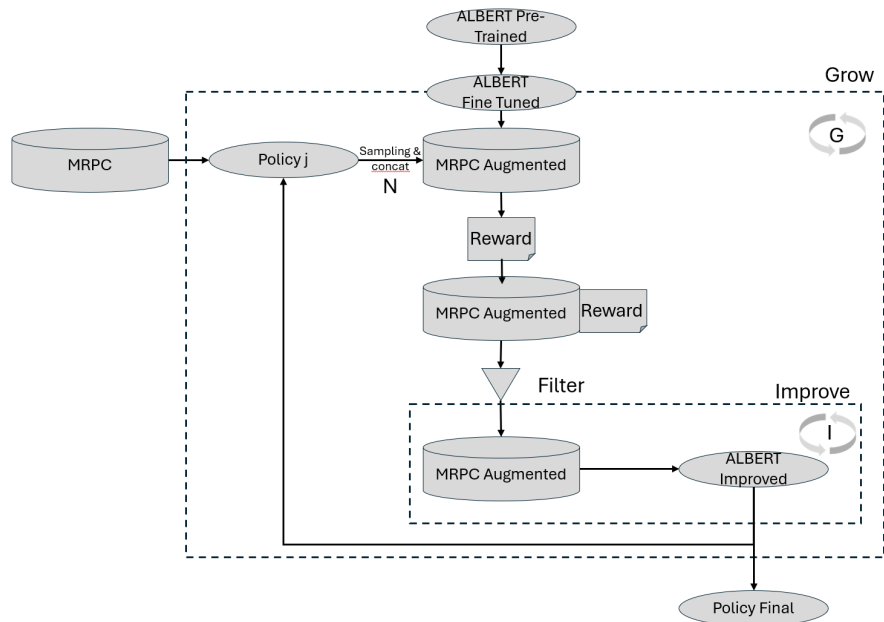 ALBERT Pre-
Trained
Grow
ALBERT
Fine Tuned
G
MRPC
Policy j
Sampling &
concat
N
MRPC Augmented
Reward
MRPC Augmented
Reward
Filter
Improve
I
MRPC Augmented
ALBERT
Improved
Policy Final